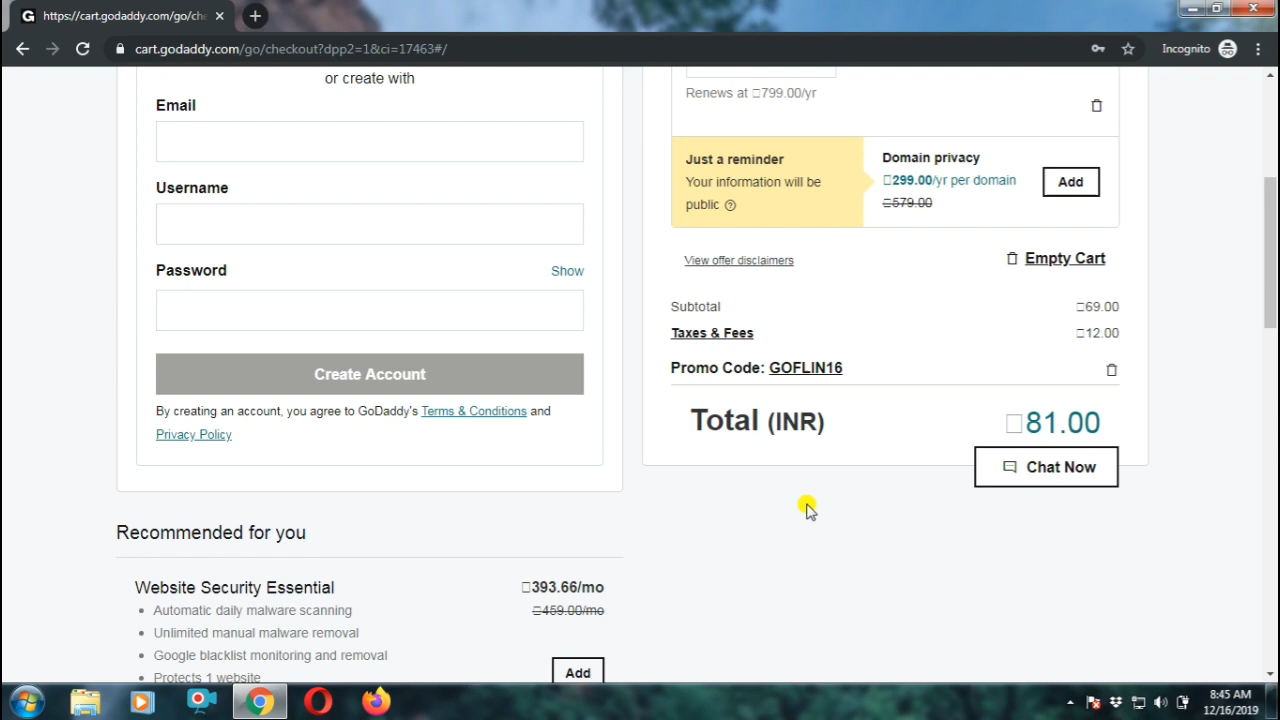 https://cart.godaddy.com/go/che
cart.godaddy.com/go/checkout?dpp2=1&ci=17463#/
Incognito
or create with
Email
Username
Password
Show
Create Account
By creating an account, you agree to GoDaddy's Terms & Conditions and
Privacy Policy
Renews at □799.00/yr
Just a reminder
Your information will be
public
Domain privacy
□299.00/yr per domain
□579.00
Add
View offer disclaimers
Empty Cart
Subtotal □69.00
Taxes & Fees □12.00
Promo Code: GOFLIN16
Total (INR) □81.00
Chat Now
Recommended for you
Website Security Essential □393.66/mo
□459.00/mo
• Automatic daily malware scanning
• Unlimited manual malware removal
• Google blacklist monitoring and removal
• Protects 1 website
Add
8:45 AM
12/16/2019